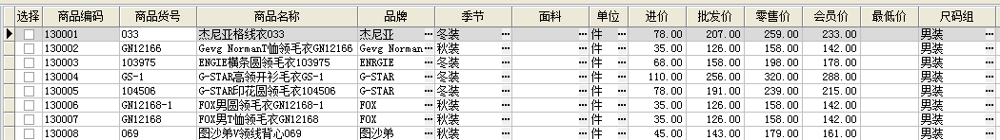 选择 商品编码 商品货号 商品名称 品牌 季节 面料 单位 进价 批发价 零售价 会员价 最低价 尺码组
130001 033 杰尼亚格线衣033 杰尼亚 ··· 冬装 ··· ··· 件 ··· 78.00 207.00 259.00 233.00 男装 ···
130002 GN12166 Gevg NormanT恤领毛衣GN12166 Gevg Norman ··· 秋装 ··· ··· 件 ··· 35.00 126.00 158.00 142.00 男装 ···
130003 103975 ENGIE横条圆领毛衣103975 ENRGIE ··· 冬装 ··· ··· 件 ··· 68.00 158.00 198.00 178.00 男装 ···
130004 GS-1 G-STAR高领开衫毛衣GS-1 G-STAR ··· 冬装 ··· ··· 件 ··· 110.00 256.00 320.00 288.00 男装 ···
130005 104506 G-STAR印花圆领毛衣104506 G-STAR ··· 冬装 ··· ··· 件 ··· 78.00 191.00 239.00 215.00 男装 ···
130006 GN12168-1 FOX男圆领毛衣GN12168-1 FOX ··· 秋装 ··· ··· 件 ··· 35.00 126.00 158.00 142.00 男装 ···
130007 GN12168 FOX男T恤领毛衣GN12168 FOX ··· 秋装 ··· ··· 件 ··· 35.00 126.00 158.00 142.00 男装 ···
130008 069 图沙弟V领线背心069 图沙弟 ··· 秋装 ··· ··· 件 ··· 45.00 143.00 179.00 161.00 男装 ···